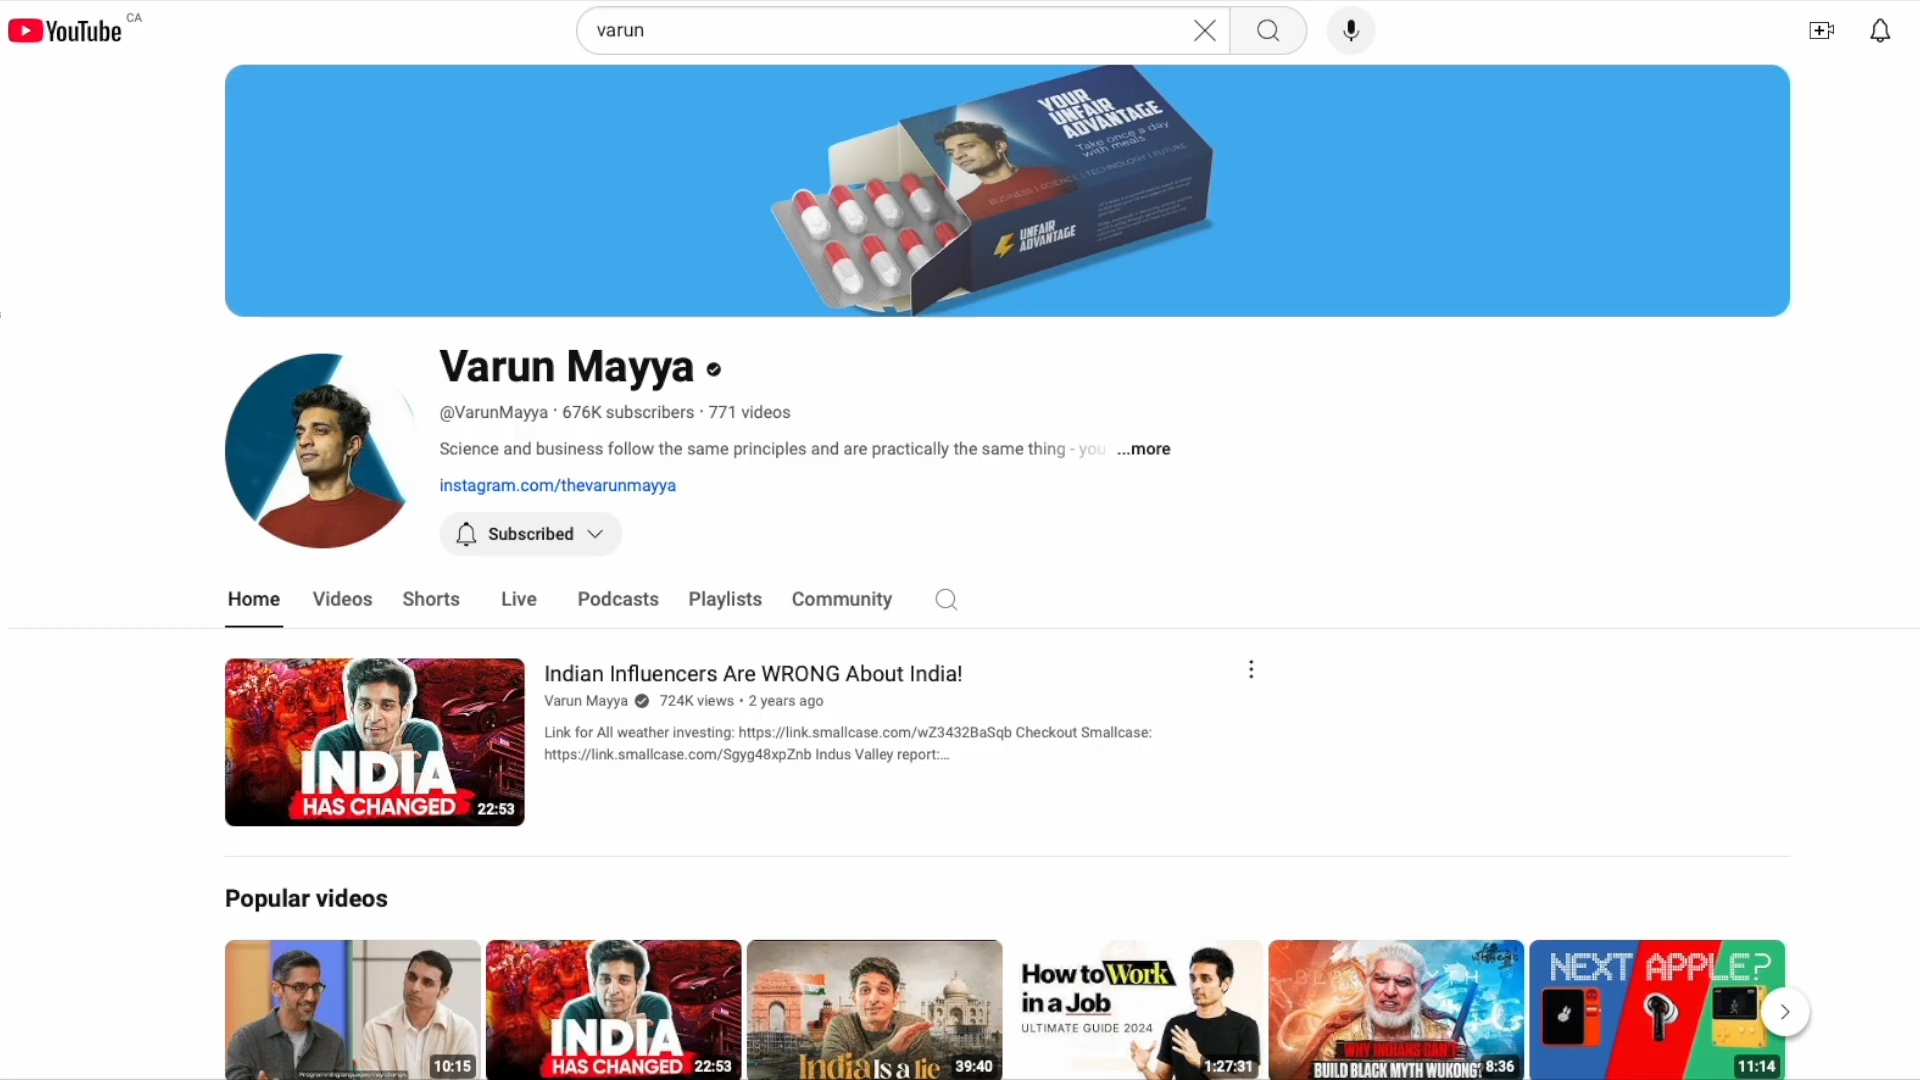 YouTube CA
varun
YOUR
UNFAIR
ADVANTAGE
Take once a day
with meals
BUSINESS | SCIENCE | TECHNOLOGY | FUTURE
UNFAIR
ADVANTAGE
Varun Mayya
@VarunMayya · 676K subscribers · 771 videos
Science and business follow the same principles and are practically the same thing - you ...more
instagram.com/thevarunmayya
Subscribed
Home Videos Shorts Live Podcasts Playlists Community
INDIA
HAS CHANGED 22:53
Indian Influencers Are WRONG About India!
Varun Mayya 724K views • 2 years ago
Link for All weather investing: https://link.smallcase.com/wZ3432BaSqb Checkout Smallcase:
https://link.smallcase.com/Sgyg48xpZnb Indus Valley report:...
Popular videos
Programming languages may change.
10:15
INDIA
HAS CHANGED 22:53
India Is a lie 39:40
How to Work
in a Job
ULTIMATE GUIDE 2024
1:27:31
WHY INDIANS CAN'T
BUILD BLACK MYTH WUKONG? 8:36
NEXT APPLE?
11:14